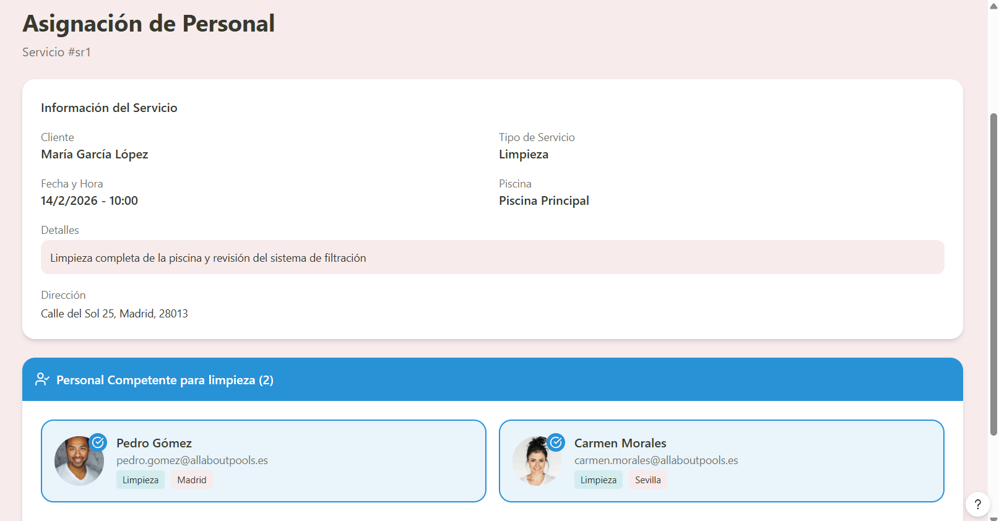 Asignación de Personal
Servicio #sr1
Información del Servicio
Cliente
María García López
Tipo de Servicio
Limpieza
Fecha y Hora
14/2/2026 - 10:00
Piscina
Piscina Principal
Detalles
Limpieza completa de la piscina y revisión del sistema de filtración
Dirección
Calle del Sol 25, Madrid, 28013
Personal Competente para limpieza (2)
Pedro Gómez
pedro.gomez@allaboutpools.es
Limpieza Madrid
Carmen Morales
carmen.morales@allaboutpools.es
Limpieza Sevilla
?